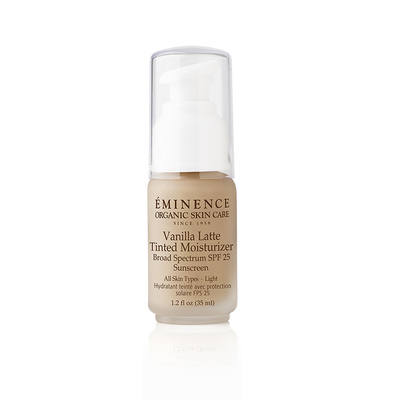 ÉMINENCE
ORGANIC SKIN CARE
SINCE 1958
Vanilla Latte
Tinted Moisturizer
Broad Spectrum SPF 25
Sunscreen
All Skin Types - Light
Hydratant teinté avec protection
solaire FPS 25
1.2 fl oz (35 ml)